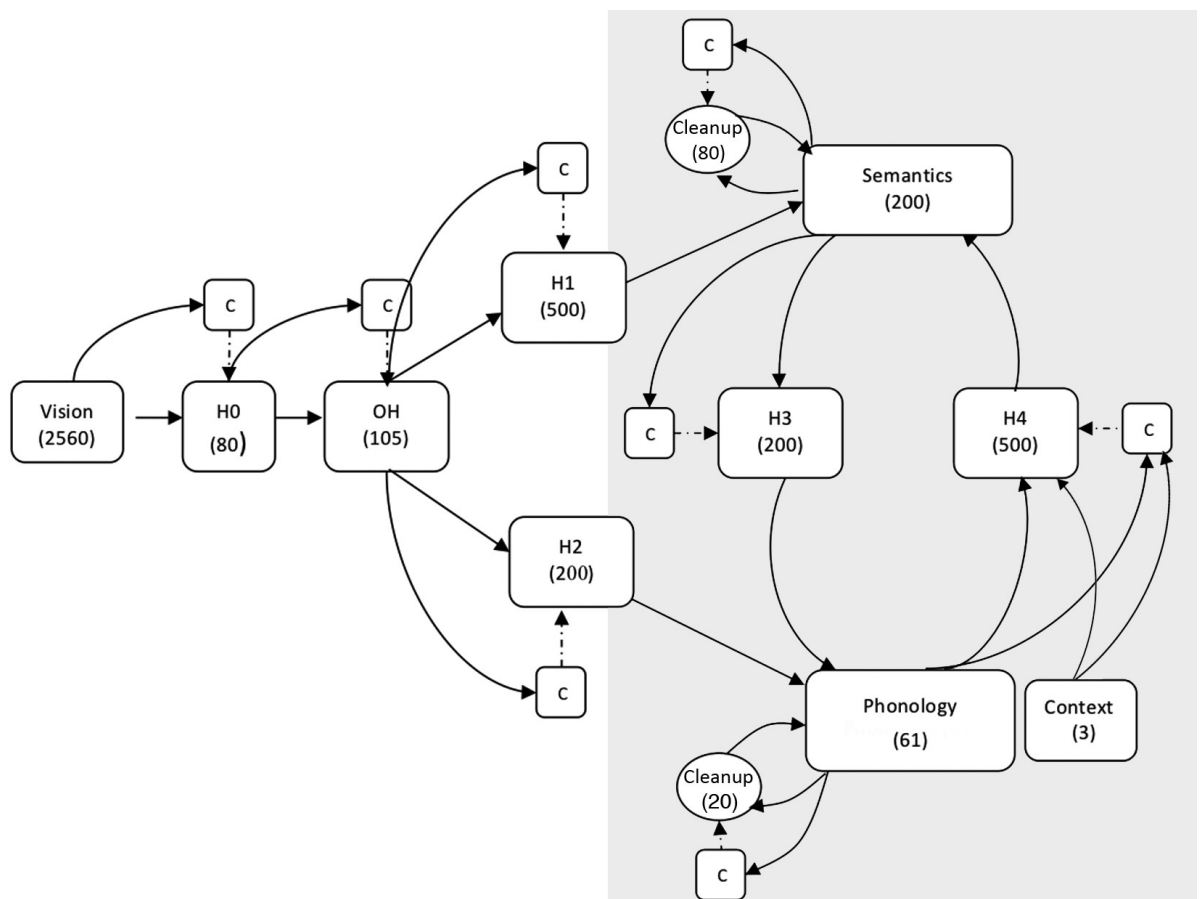 C
Cleanup
(80)
Semantics
(200)
C
H1
(500)
C
C
Vision
(2560)
H0
(80)
OH
(105)
C
H3
(200)
H4
(500)
C
H2
(200)
C
Phonology
(61)
Context
(3)
Cleanup
(20)
C